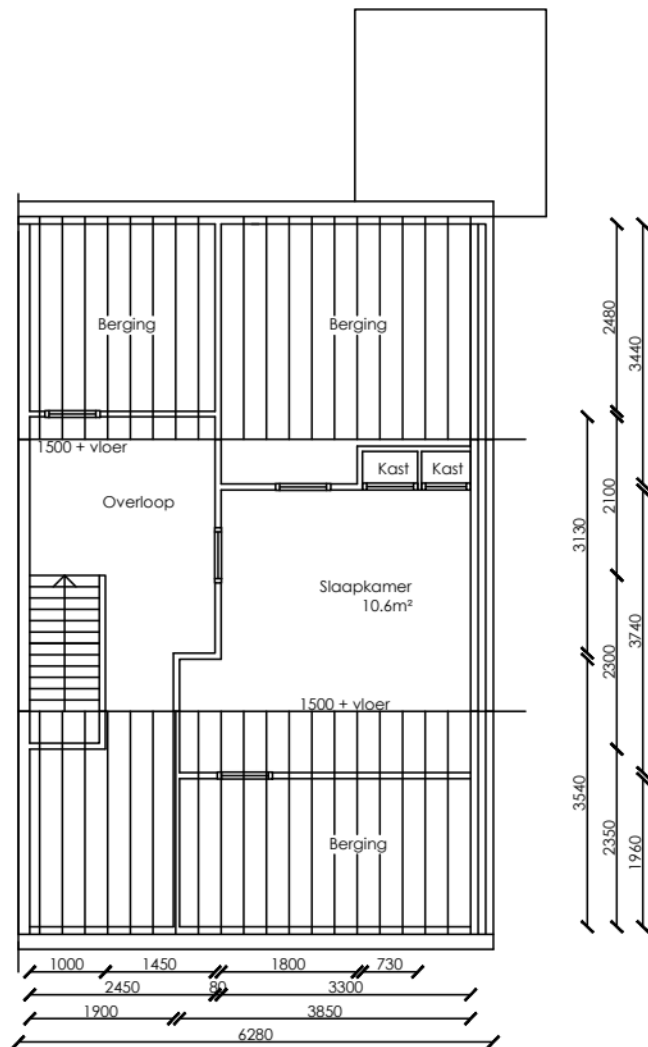 Berging
Berging
1500 + vloer
Kast
Kast
Overloop
Slaapkamer
10.6m²
1500 + vloer
Berging
2480
3440
2100
3130
3740
2300
3540
2350
1960
1000
1450
1800
730
2450
80
3300
1900
3850
6280